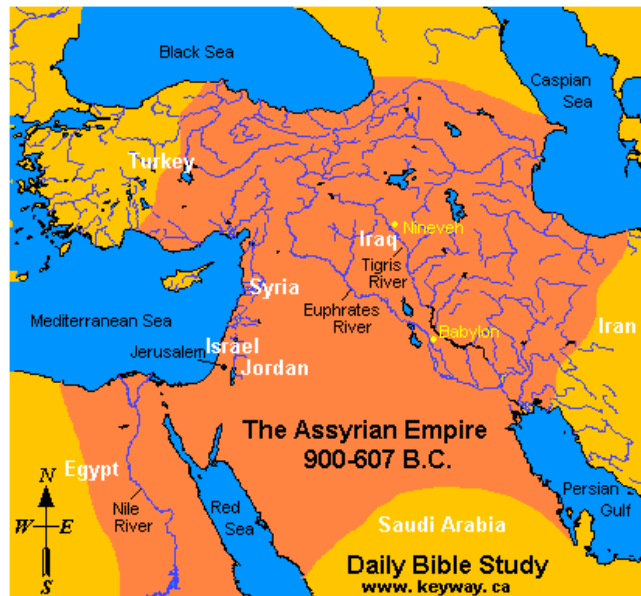 Black Sea
Caspian
Sea
Turkey
Nineveh
Iraq
Tigris
River
Syria
Euphrates
River
Mediterranean Sea
Iran
Babylon
Israel
Jerusalem
Jordan
The Assyrian Empire
900-607 B.C.
Egypt
N
Nile
River
W
E
S
Red
Sea
Persian
Gulf
Saudi Arabia
Daily Bible Study
www.keyway.ca